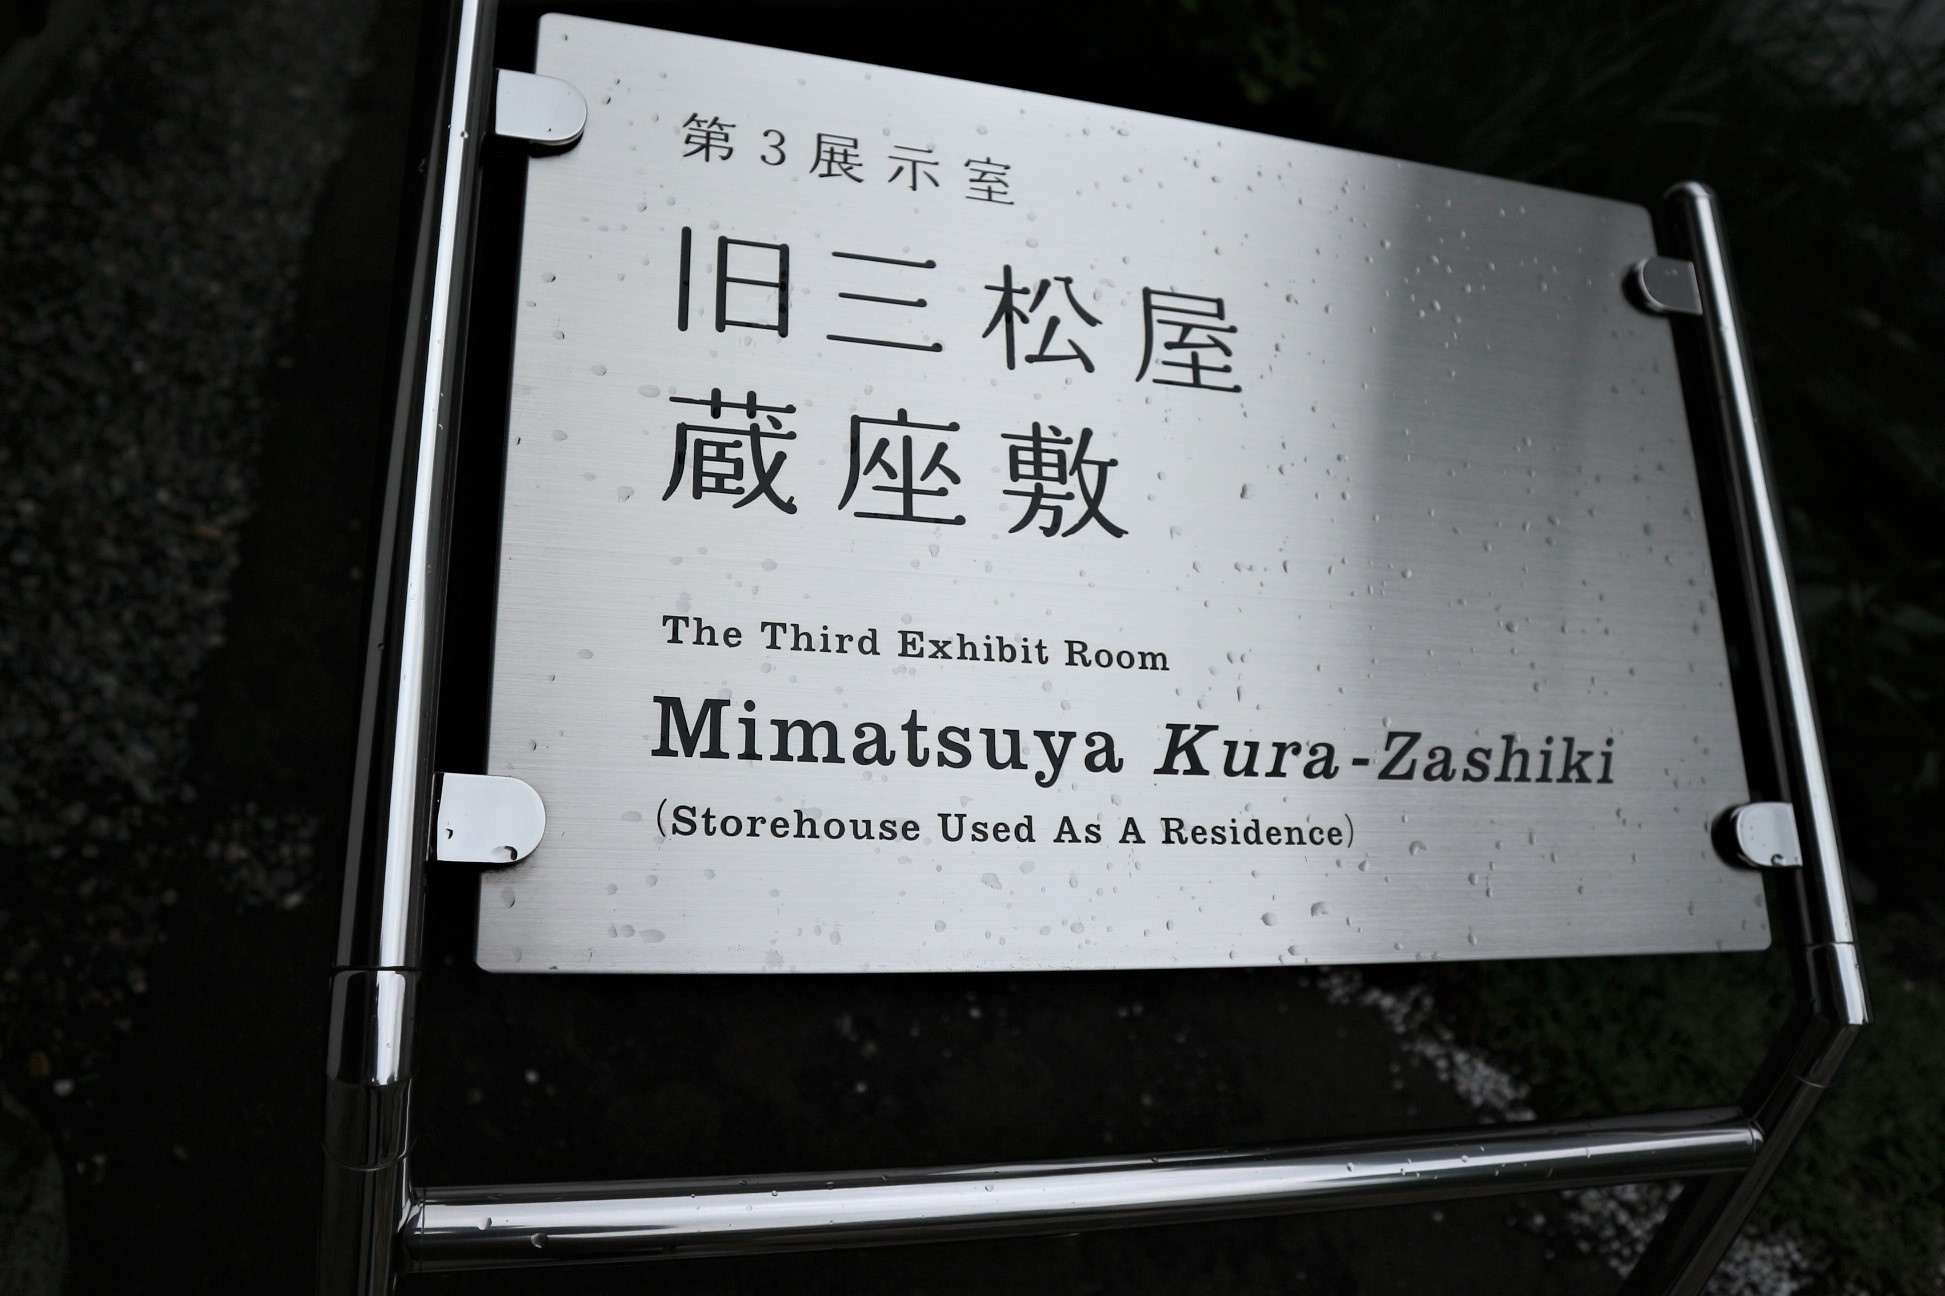 第3展示室
旧三松屋
蔵座敷
The Third Exhibit Room
Mimatsuya Kura-Zashiki
(Storehouse Used As A Residence)